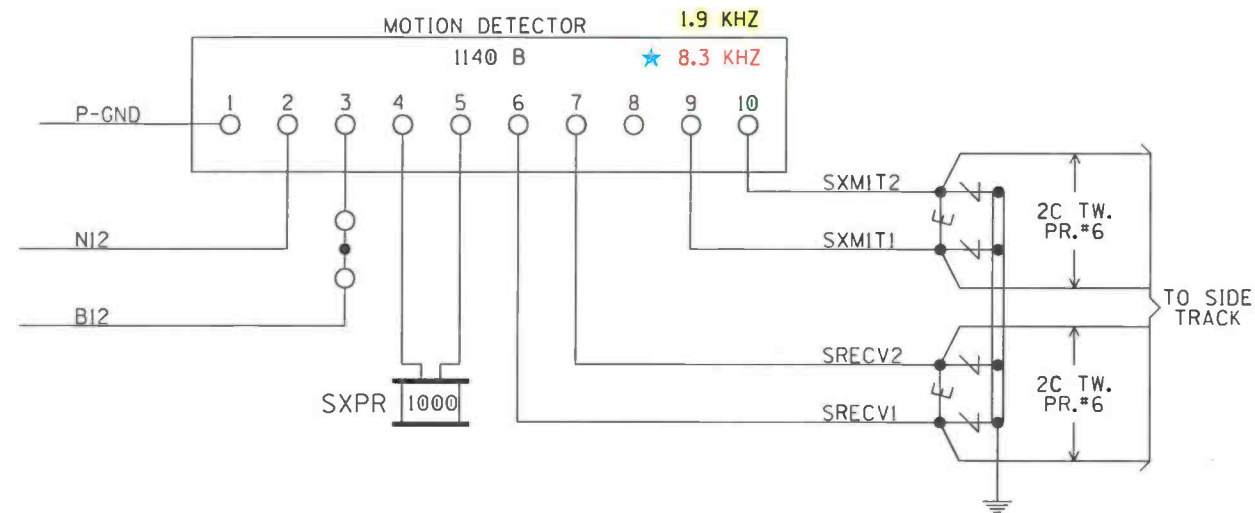 MOTION DETECTOR
1.9 KHZ
1140 B
8.3 KHZ
P-GND
1 2 3 4 5 6 7 8 9 10
SXMIT2
2C TW.
PR.#6
N12
SXMIT1
TO SIDE
TRACK
B12
SRECV2
SXPR
1000
2C TW.
PR.#6
SRECV1
E
E